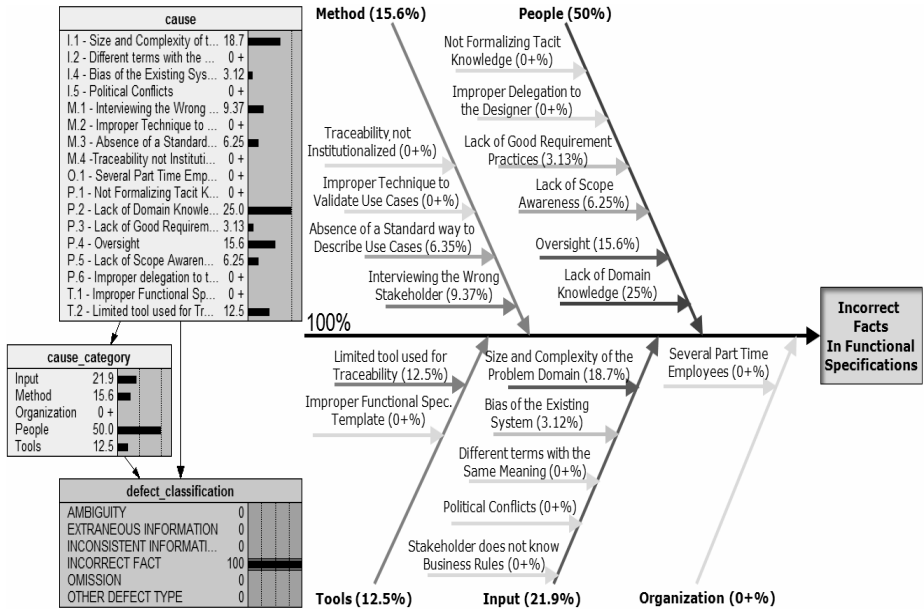 cause
I.1 - Size and Complexity of t... 18.7
I.2 - Different terms with the ... 0 +
I.4 - Bias of the Existing Sys... 3.12
I.5 - Political Conflicts 0 +
M.1 - Interviewing the Wrong ... 9.37
M.2 - Improper Technique to ... 0 +
M.3 - Absence of a Standard... 6.25
M.4 -Traceability not Instituti... 0 +
O.1 - Several Part Time Emp... 0 +
P.1 - Not Formalizing Tacit K... 0 +
P.2 - Lack of Domain Knowle... 25.0
P.3 - Lack of Good Requirem... 3.13
P.4 - Oversight 15.6
P.5 - Lack of Scope Awaren... 6.25
P.6 - Improper delegation to t... 0 +
T.1 - Improper Functional Sp... 0 +
T.2 - Limited tool used for Tr... 12.5
cause_category
Input 21.9
Method 15.6
Organization 0 +
People 50.0
Tools 12.5
defect_classification
AMBIGUITY 0
EXTRANEOUS INFORMATION 0
INCONSISTENT INFORMATI... 0
INCORRECT FACT 100
OMISSION 0
OTHER DEFECT TYPE 0
Method (15.6%)
People (50%)
Traceability not
Institutionalized (0+%)
Improper Technique to
Validate Use Cases (0+%)
Absence of a Standard way to
Describe Use Cases (6.35%)
Interviewing the Wrong
Stakeholder (9.37%)
Not Formalizing Tacit
Knowledge (0+%)
Improper Delegation to
the Designer (0+%)
Lack of Good Requirement
Practices (3.13%)
Lack of Scope
Awareness (6.25%)
Oversight (15.6%)
Lack of Domain
Knowledge (25%)
100%
Incorrect
Facts
In Functional
Specifications
Limited tool used for
Traceability (12.5%)
Improper Functional Spec.
Template (0+%)
Size and Complexity of the
Problem Domain (18.7%)
Bias of the Existing
System (3.12%)
Different terms with the
Same Meaning (0+%)
Political Conflicts (0+%)
Stakeholder does not know
Business Rules (0+%)
Several Part Time
Employees (0+%)
Tools (12.5%)
Input (21.9%)
Organization (0+%)